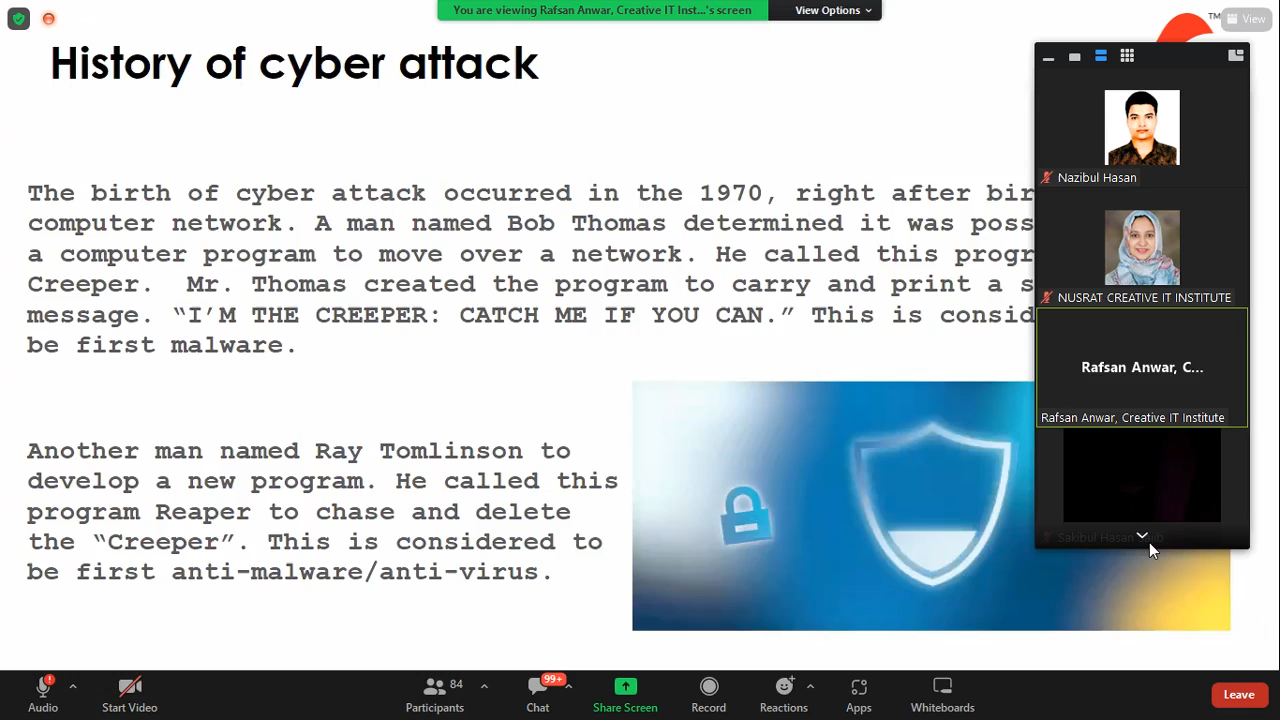 You are viewing Rafsan Anwar, Creative IT Inst...'s screen
View Options
TM
View
History of cyber attack
Nazibul Hasan
The birth of cyber attack occurred in the 1970, right after bir
computer network. A man named Bob Thomas determined it was poss
a computer program to move over a network. He called this progr
Creeper. Mr. Thomas created the program to carry and print a s
message. “I’M THE CREEPER: CATCH ME IF YOU CAN.” This is consid
be first malware.
NUSRAT CREATIVE IT INSTITUTE
Rafsan Anwar, C...
Rafsan Anwar, Creative IT Institute
Another man named Ray Tomlinson to
develop a new program. He called this
program Reaper to chase and delete
the “Creeper”. This is considered to
be first anti-malware/anti-virus.
Sakibul Hasan
Audio
Start Video
84
Participants
99+
Chat
Share Screen
Record
Reactions
Apps
Whiteboards
Leave